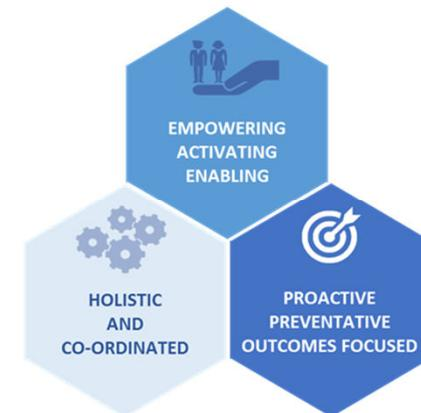 EMPOWERING
ACTIVATING
ENABLING
HOLISTIC
AND
CO-ORDINATED
PROACTIVE
PREVENTATIVE
OUTCOMES FOCUSED